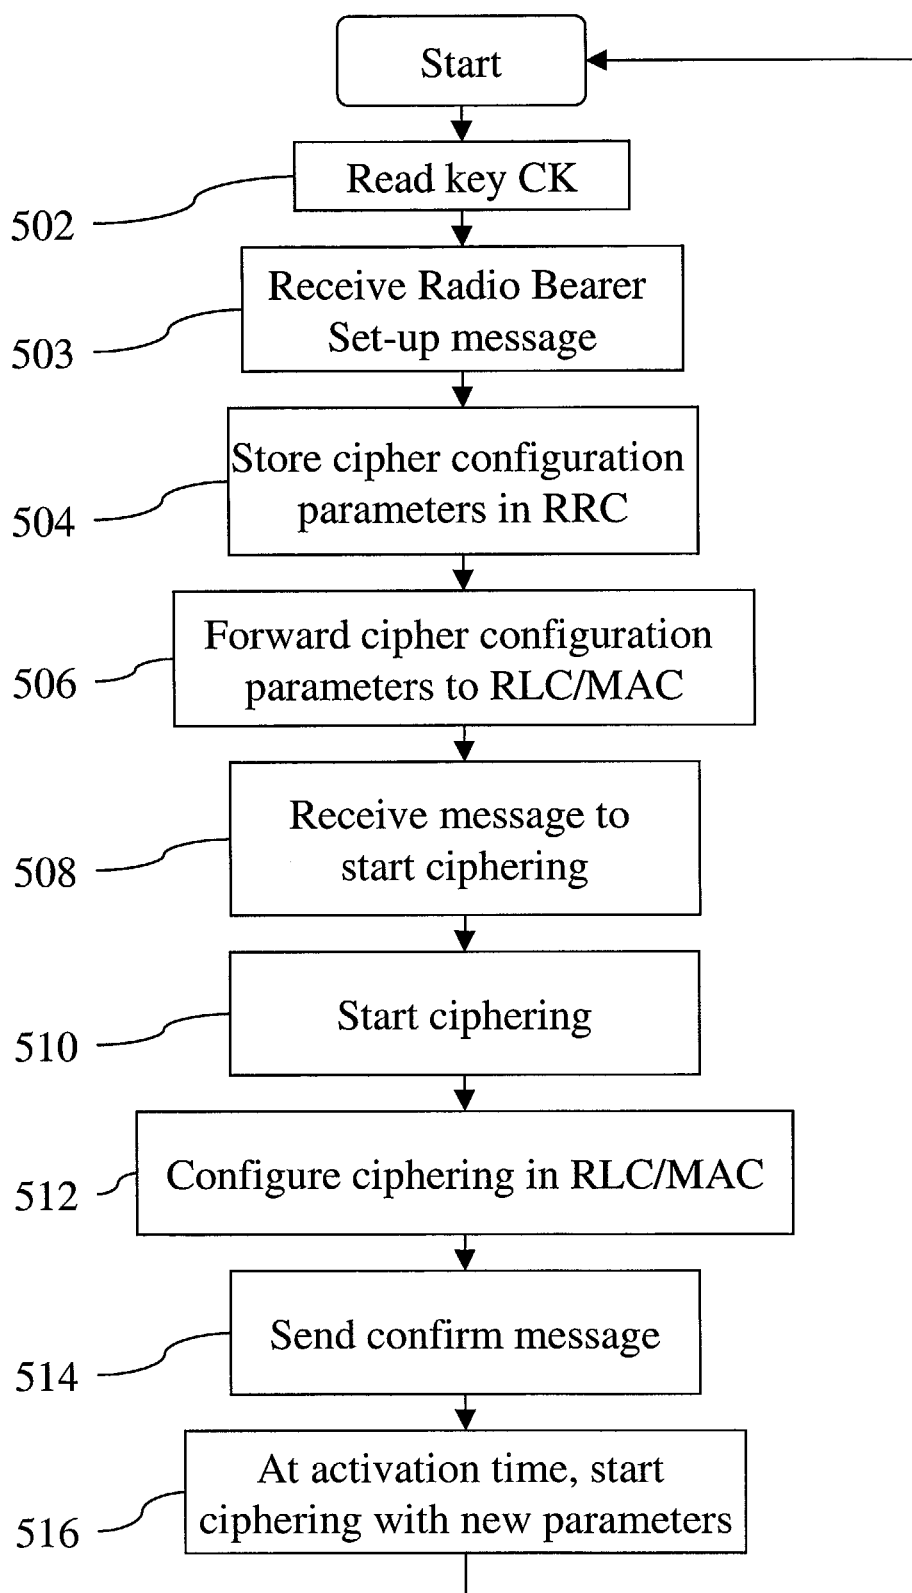 Start
Read key CK
502
Receive Radio Bearer
Set-up message
503
Store cipher configuration
parameters in RRC
504
Forward cipher configuration
parameters to RLC/MAC
506
Receive message to
start ciphering
508
Start ciphering
510
Configure ciphering in RLC/MAC
512
Send confirm message
514
At activation time, start
ciphering with new parameters
516